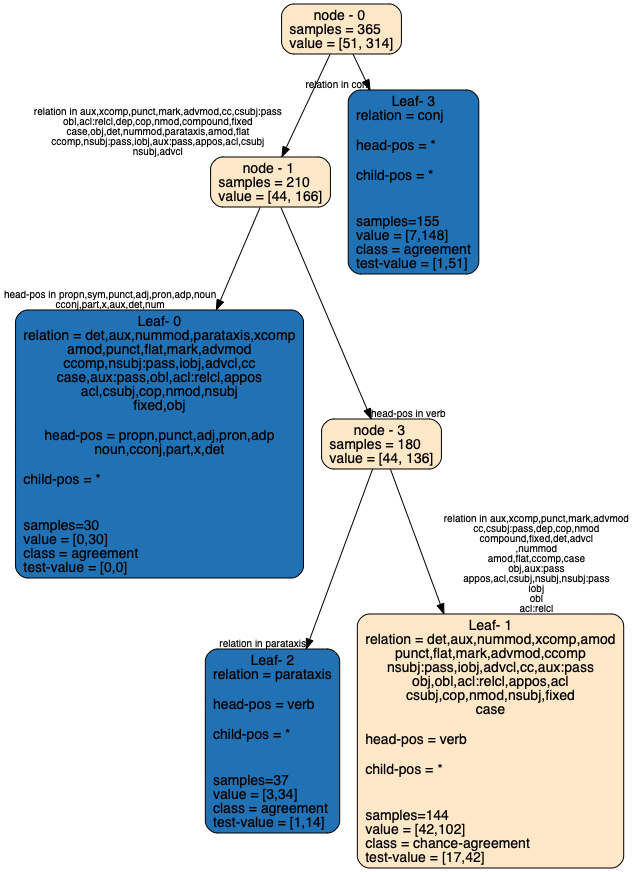 node - 0
samples = 365
value = [51, 314]
relation in conj
relation in aux,xcomp,punct,mark,advmod,cc,csubj:pass
obl,acl:relcl,dep,cop,nmod,compound,fixed
case,obj,det,nummod,parataxis,amod,flat
ccomp,nsubj:pass,iobj,aux:pass,appos,acl,csubj
nsubj,advcl
Leaf- 3
relation = conj
head-pos = *
child-pos = *
samples=155
value = [7,148]
class = agreement
test-value = [1,51]
node - 1
samples = 210
value = [44, 166]
head-pos in propn,sym,punct,adj,pron,adp,noun
cconj,part,x,aux,det,num
Leaf- 0
relation = det,aux,nummod,parataxis,xcomp
amod,punct,flat,mark,advmod
ccomp,nsubj:pass,iobj,advcl,cc
case,aux:pass,obl,acl:relcl,appos
acl,csubj,cop,nmod,nsubj
fixed,obj
head-pos = propn,punct,adj,pron,adp
noun,cconj,part,x,det
child-pos = *
samples=30
value = [0,30]
class = agreement
test-value = [0,0]
head-pos in verb
node - 3
samples = 180
value = [44, 136]
relation in aux,xcomp,punct,mark,advmod
cc,csubj:pass,dep,cop,nmod
compound,fixed,det,advcl
,nummod
amod,flat,ccomp,case
obj,aux:pass
appos,acl,csubj,nsubj,nsubj:pass
iobj
obl
acl:relcl
relation in parataxis
Leaf- 2
relation = parataxis
head-pos = verb
child-pos = *
samples=37
value = [3,34]
class = agreement
test-value = [1,14]
Leaf- 1
relation = det,aux,nummod,xcomp,amod
punct,flat,mark,advmod,ccomp
nsubj:pass,iobj,advcl,cc,aux:pass
obj,obl,acl:relcl,appos,acl
csubj,cop,nmod,nsubj,fixed
case
head-pos = verb
child-pos = *
samples=144
value = [42,102]
class = chance-agreement
test-value = [17,42]